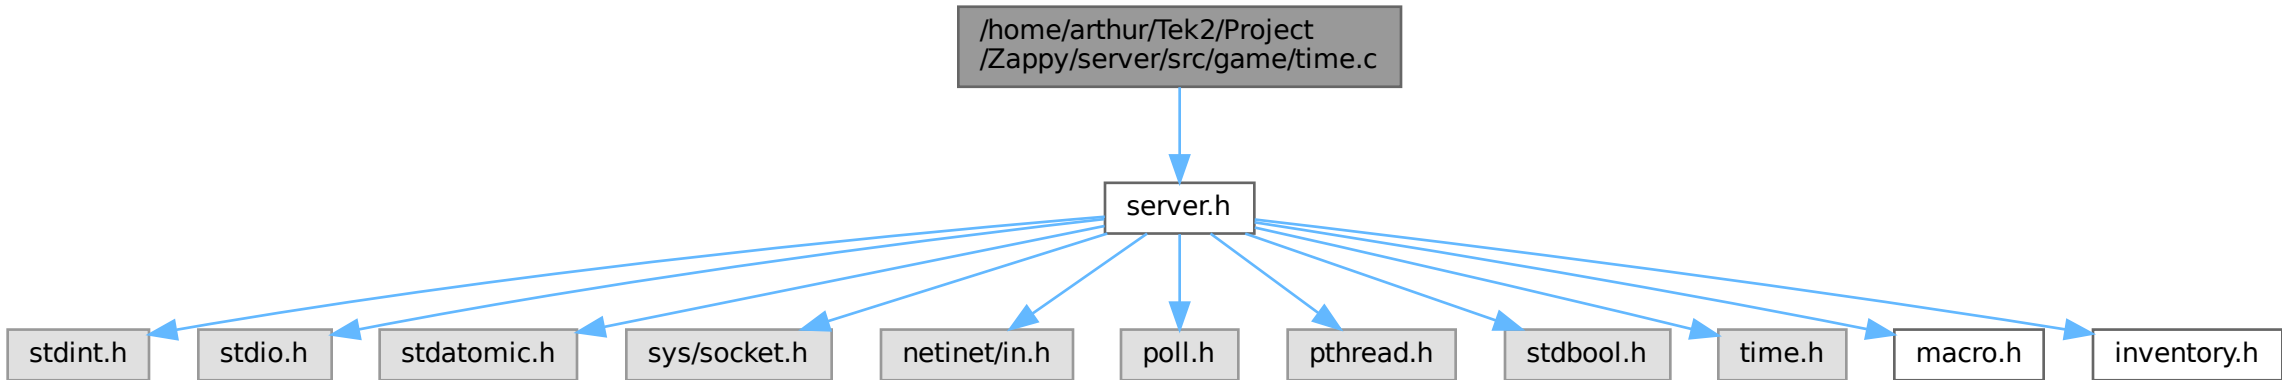 /home/arthur/Tek2/Project
/Zappy/server/src/game/time.c
server.h
stdint.h
stdio.h
stdatomic.h
sys/socket.h
netinet/in.h
poll.h
pthread.h
stdbool.h
time.h
macro.h
inventory.h